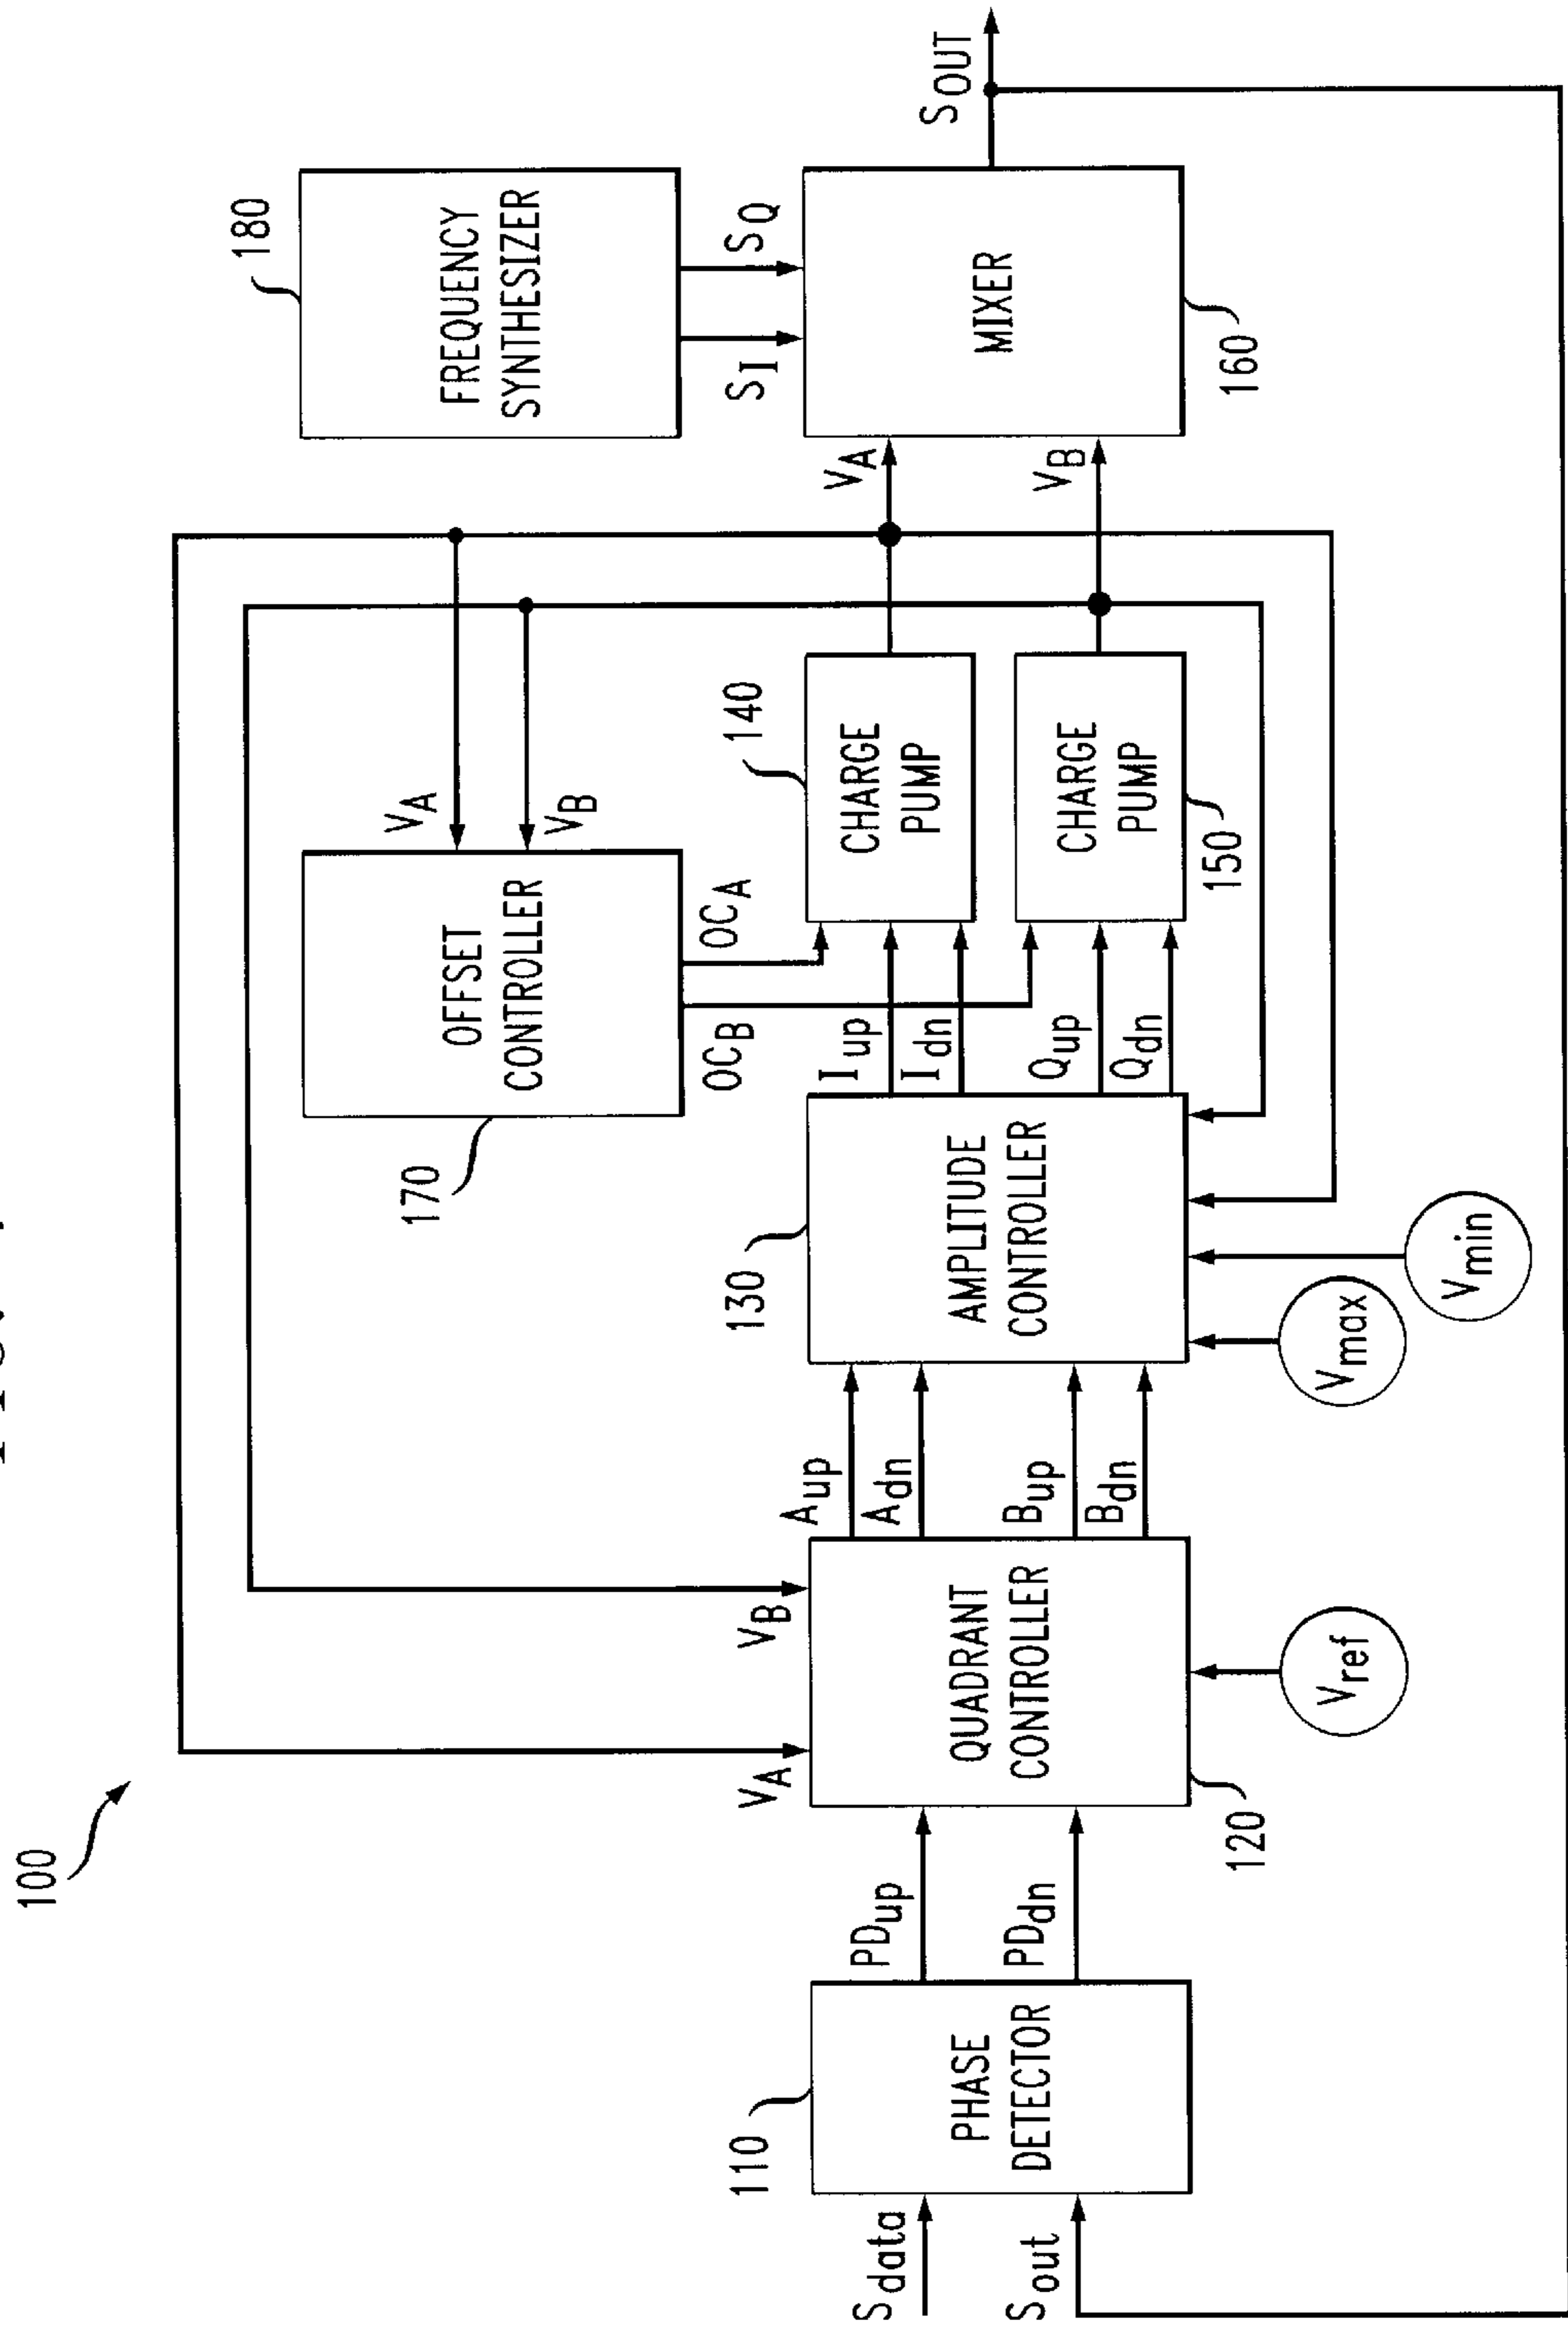 100
S data
S out
110
PHASE
DETECTOR
PD up
PD dn
V A
V B
120
QUADRANT
CONTROLLER
V ref
A up
A dn
B up
B dn
130
AMPLITUDE
CONTROLLER
V max
V min
170
OFFSET
CONTROLLER
V A
V B
OC B
OC A
I up
I dn
Q up
Q dn
140
CHARGE
PUMP
CHARGE
PUMP
150
V A
V B
180
FREQUENCY
SYNTHESIZER
S I
S Q
MIXER
160
S OUT